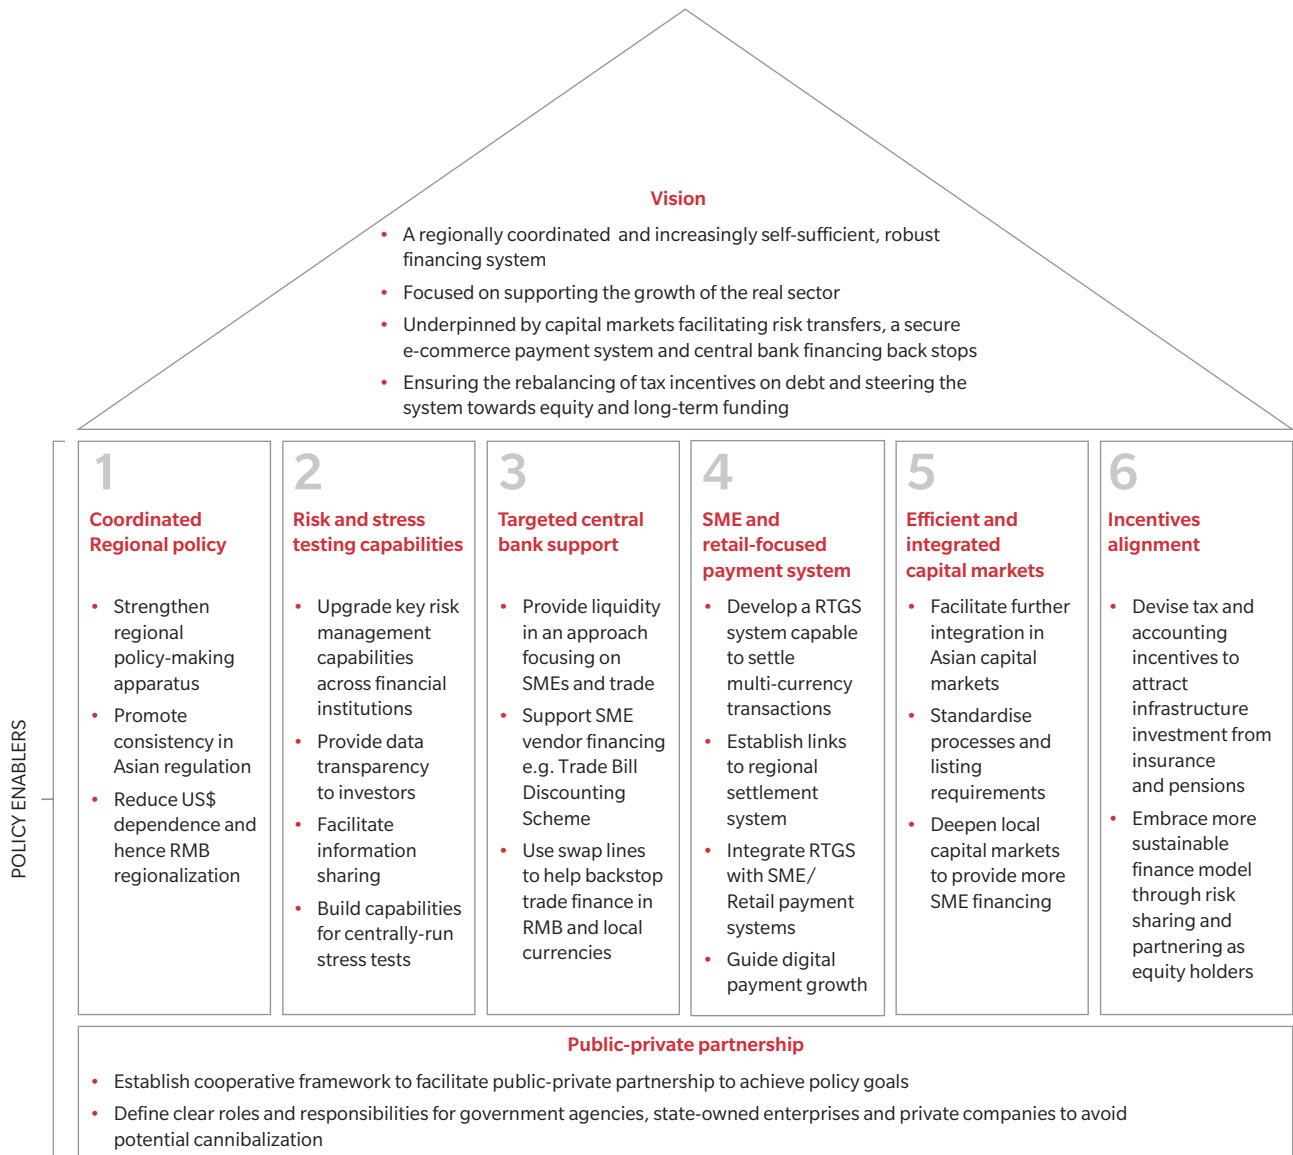 Vision
• A regionally coordinated and increasingly self-sufficient, robust
financing system
• Focused on supporting the growth of the real sector
• Underpinned by capital markets facilitating risk transfers, a secure
e-commerce payment system and central bank financing back stops
• Ensuring the rebalancing of tax incentives on debt and steering the
system towards equity and long-term funding
POLICY ENABLERS
1
Coordinated
Regional policy
• Strengthen
regional
policy-making
apparatus
• Promote
consistency in
Asian regulation
• Reduce US$
dependence and
hence RMB
regionalization
2
Risk and stress
testing capabilities
• Upgrade key risk
management
capabilities
across financial
institutions
• Provide data
transparency
to investors
• Facilitate
information
sharing
• Build capabilities
for centrally-run
stress tests
3
Targeted central
bank support
• Provide liquidity
in an approach
focusing on
SMEs and trade
• Support SME
vendor financing
e.g. Trade Bill
Discounting
Scheme
• Use swap lines
to help backstop
trade finance in
RMB and local
currencies
4
SME and
retail-focused
payment system
• Develop a RTGS
system capable
to settle
multi-currency
transactions
• Establish links
to regional
settlement
system
• Integrate RTGS
with SME/
Retail payment
systems
• Guide digital
payment growth
5
Efficient and
integrated
capital markets
• Facilitate further
integration in
Asian capital
markets
• Standardise
processes and
listing
requirements
• Deepen local
capital markets
to provide more
SME financing
6
Incentives
alignment
• Devise tax and
accounting
incentives to
attract
infrastructure
investment from
insurance
and pensions
• Embrace more
sustainable
finance model
through risk
sharing and
partnering as
equity holders
Public-private partnership
• Establish cooperative framework to facilitate public-private partnership to achieve policy goals
• Define clear roles and responsibilities for government agencies, state-owned enterprises and private companies to avoid
potential cannibalization